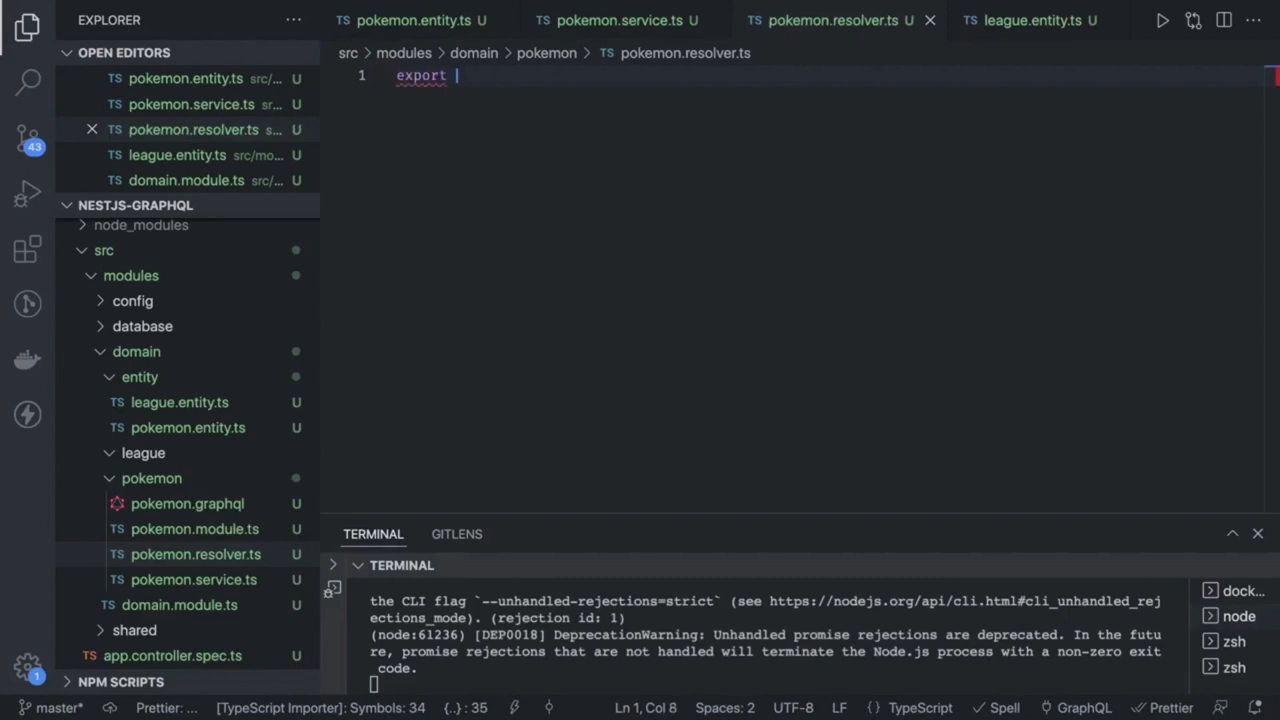 EXPLORER
pokemon.entity.ts U
pokemon.service.ts U
pokemon.resolver.ts U
league.entity.ts U
OPEN EDITORS
pokemon.entity.ts src/... U
pokemon.service.ts sr... U
pokemon.resolver.ts s... U
league.entity.ts src/mo... U
domain.module.ts src/... U
src > modules > domain > pokemon > TS pokemon.resolver.ts
1 export
NESTJS-GRAPHQL
node_modules
src
modules
config
database
domain
entity
TS league.entity.ts U
TS pokemon.entity.ts U
league
pokemon
pokemon.graphql U
TS pokemon.module.ts U
TS pokemon.resolver.ts U
TS pokemon.service.ts U
TS domain.module.ts U
shared
TS app.controller.spec.ts U
NPM SCRIPTS
43
1
TERMINAL GITLENS
TERMINAL
the CLI flag `--unhandled-rejections=strict` (see https://nodejs.org/api/cli.html#cli_unhandled_rej
ections_mode). (rejection id: 1)
(node:61236) [DEP0018] DeprecationWarning: Unhandled promise rejections are deprecated. In the futu
re, promise rejections that are not handled will terminate the Node.js process with a non-zero exit
code.
dock...
node
zsh
zsh
master* Prettier: ... [TypeScript Importer]: Symbols: 34 {..} : 35 Ln 1, Col 8 Spaces: 2 UTF-8 LF {} TypeScript Spell GraphQL Prettier